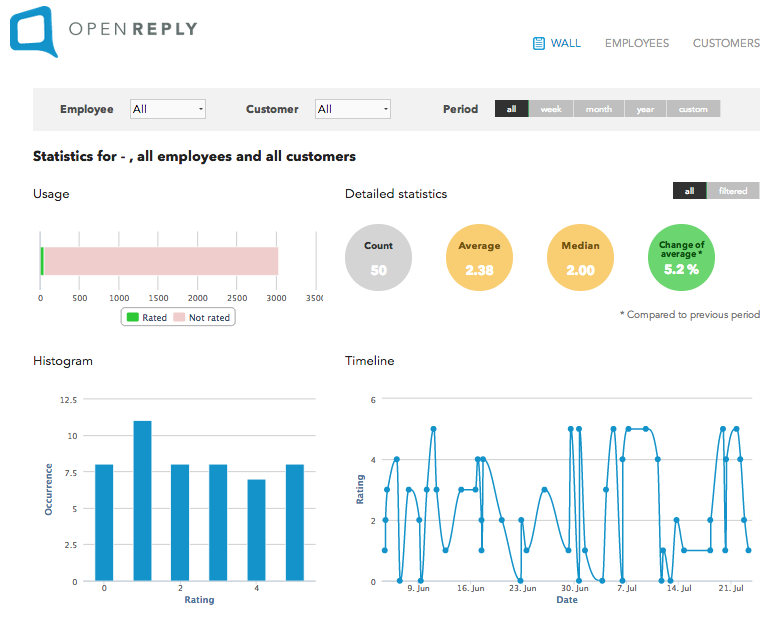 OPEN REPLY
WALL EMPLOYEES CUSTOMERS
Employee All Customer All Period all week month year custom
Statistics for - , all employees and all customers
Usage
0 500 1000 1500 2000 2500 3000 3500
Rated Not rated
Detailed statistics all filtered
Count 50
Average 2.38
Median 2.00
Change of
average *
5.2 %
* Compared to previous period
Histogram
Occurrence
12.5
10
7.5
5
2.5
0
0 2 4
Rating
Timeline
Rating
6
4
2
0
9. Jun 16. Jun 23. Jun 30. Jun 7. Jul 14. Jul 21. Jul
Date